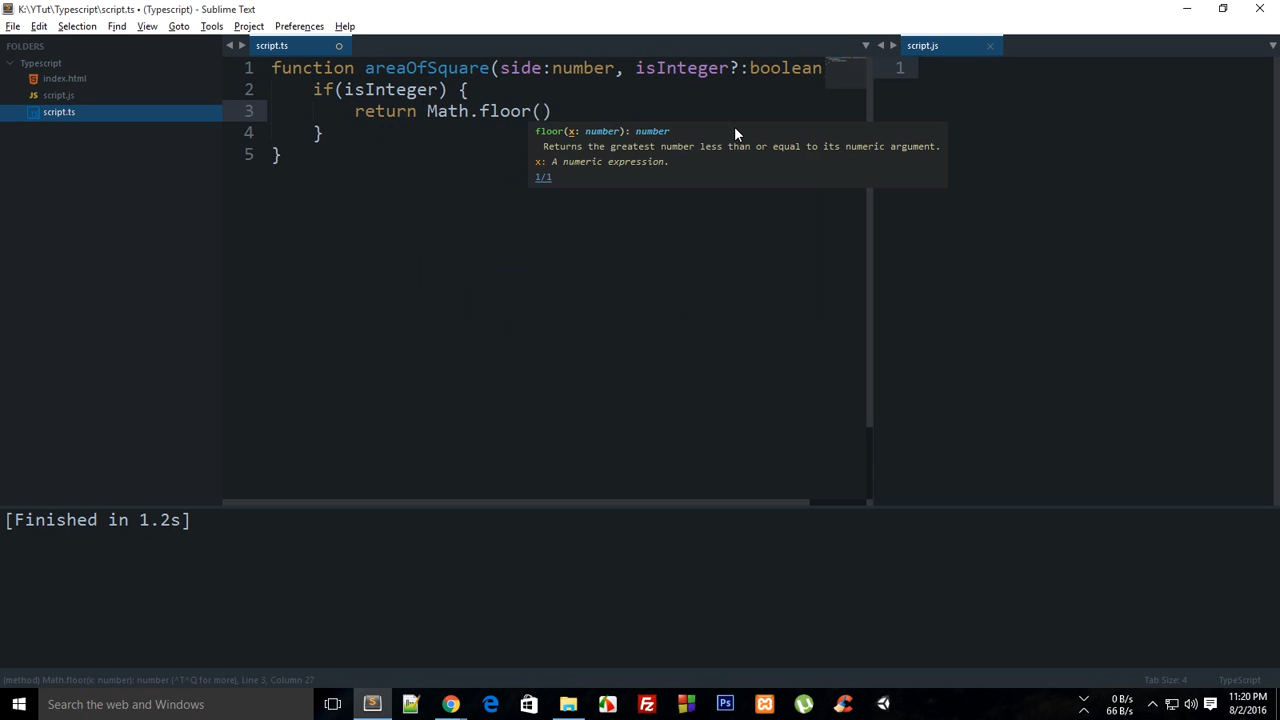 K:\YTut\Typescript\script.ts • (Typescript) - Sublime Text
File Edit Selection Find View Goto Tools Project Preferences Help
FOLDERS
Typescript
index.html
script.js
script.ts
script.ts
script.js
1 function areaOfSquare(side:number, isInteger?:boolean
2 if(isInteger) {
3 return Math.floor()
4 }
5 }
floor(x: number): number
Returns the greatest number less than or equal to its numeric argument.
x: A numeric expression.
1/1
1
[Finished in 1.2s]
(method) Math.floor(x: number): number (^T^Q for more), Line 3, Column 27
Tab Size: 4
TypeScript
Search the web and Windows
0 B/s
66 B/s
11:20 PM
8/2/2016